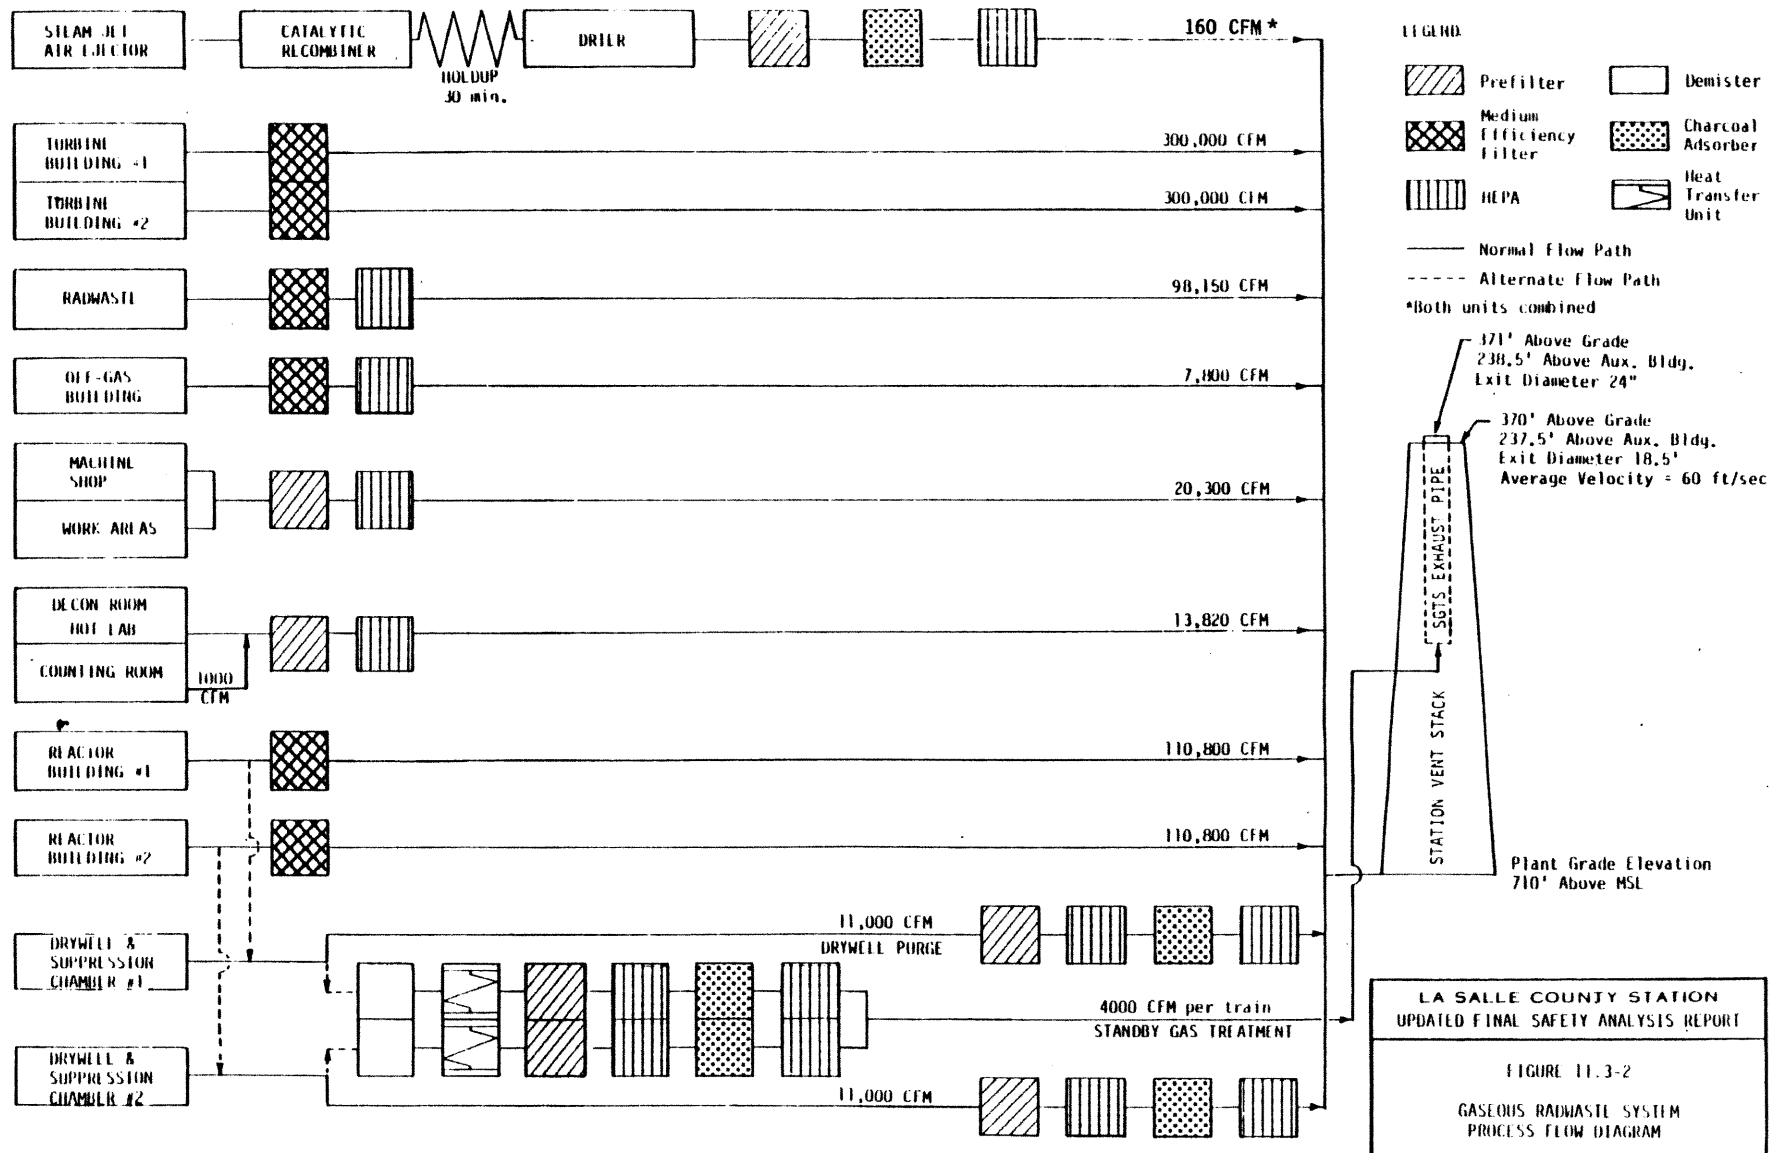 STEAM JET
AIR EJECTOR
CATALYTIC
RECOMBINER
HOLDUP
30 min.
DRIER
160 CFM*
TURBINE
BUILDING #1
300,000 CFM
TURBINE
BUILDING #2
300,000 CFM
RADWASTE
98,150 CFM
OFF-GAS
BUILDING
7,800 CFM
MACHINE
SHOP
WORK AREAS
20,300 CFM
DECON ROOM
HOT LAB
COUNTING ROOM
1000
CFM
13,820 CFM
REACTOR
BUILDING #1
110,800 CFM
REACTOR
BUILDING #2
110,800 CFM
DRYWELL &
SUPPRESSION
CHAMBER #1
11,000 CFM
DRYWELL PURGE
4000 CFM per train
STANDBY GAS TREATMENT
DRYWELL &
SUPPRESSION
CHAMBER #2
11,000 CFM
LEGEND
Prefilter
Demister
Medium
Efficiency
Filter
Charcoal
Adsorber
HEPA
Heat
Transfer
Unit
Normal Flow Path
Alternate Flow Path
*Both units combined
371' Above Grade
238.5' Above Aux. Bldg.
Exit Diameter 24"
370' Above Grade
237.5' Above Aux. Bldg.
Exit Diameter 18.5'
Average Velocity = 60 ft/sec
SGTS EXHAUST PIPE
STATION VENT STACK
Plant Grade Elevation
710' Above MSL
LA SALLE COUNTY STATION
UPDATED FINAL SAFETY ANALYSIS REPORT
FIGURE 11.3-2
GASEOUS RADWASTE SYSTEM
PROCESS FLOW DIAGRAM